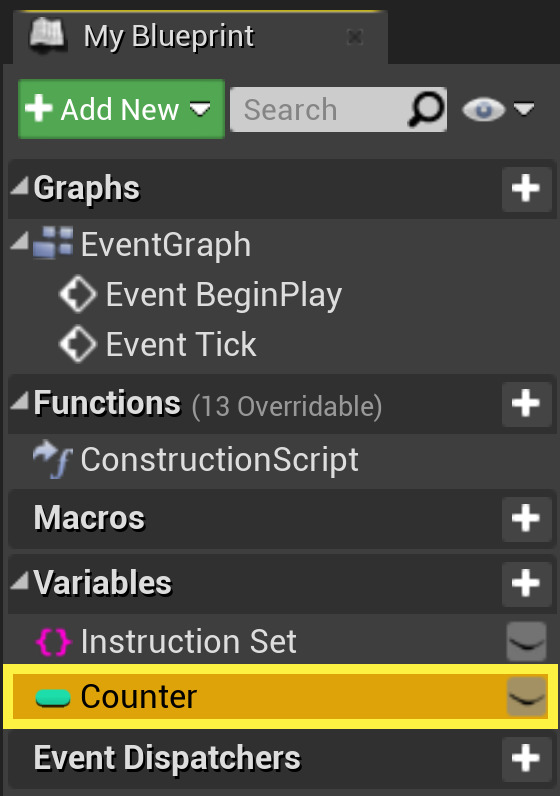 My Blueprint
Add New Search
Graphs
EventGraph
Event BeginPlay
Event Tick
Functions (13 Overridable)
ConstructionScript
Macros
Variables
Instruction Set
Counter
Event Dispatchers